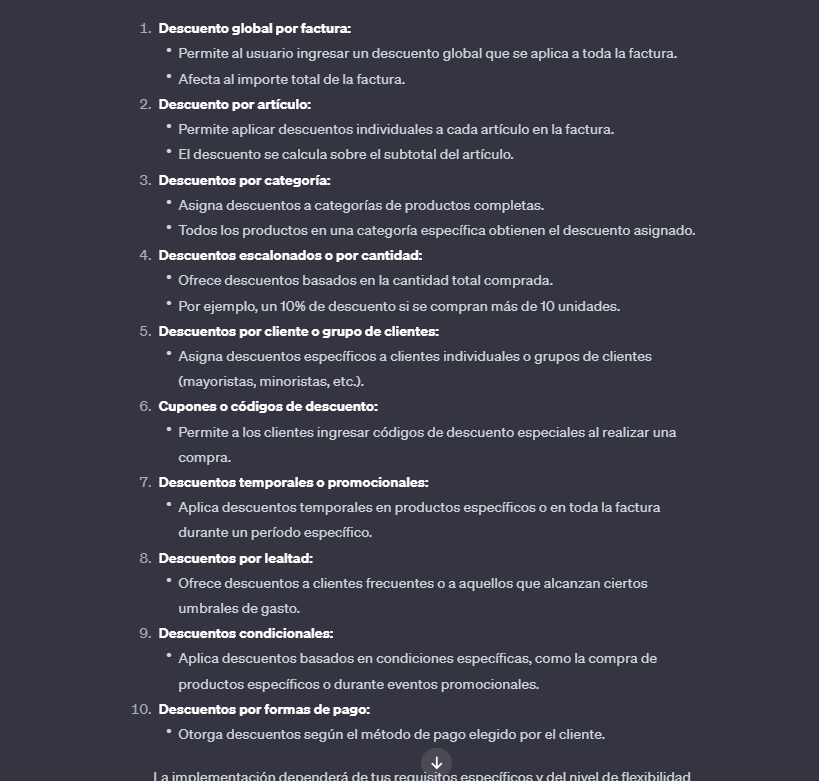 1. Descuento global por factura:
• Permite al usuario ingresar un descuento global que se aplica a toda la factura.
• Afecta al importe total de la factura.
2. Descuento por artículo:
• Permite aplicar descuentos individuales a cada artículo en la factura.
• El descuento se calcula sobre el subtotal del artículo.
3. Descuentos por categoría:
• Asigna descuentos a categorías de productos completas.
• Todos los productos en una categoría específica obtienen el descuento asignado.
4. Descuentos escalonados o por cantidad:
• Ofrece descuentos basados en la cantidad total comprada.
• Por ejemplo, un 10% de descuento si se compran más de 10 unidades.
5. Descuentos por cliente o grupo de clientes:
• Asigna descuentos específicos a clientes individuales o grupos de clientes
(mayoristas, minoristas, etc.).
6. Cupones o códigos de descuento:
• Permite a los clientes ingresar códigos de descuento especiales al realizar una
compra.
7. Descuentos temporales o promocionales:
• Aplica descuentos temporales en productos específicos o en toda la factura
durante un período específico.
8. Descuentos por lealtad:
• Ofrece descuentos a clientes frecuentes o a aquellos que alcanzan ciertos
umbrales de gasto.
9. Descuentos condicionales:
• Aplica descuentos basados en condiciones específicas, como la compra de
productos específicos o durante eventos promocionales.
10. Descuentos por formas de pago:
• Otorga descuentos según el método de pago elegido por el cliente.
La implementación dependerá de tus requisitos específicos y del nivel de flexibilidad